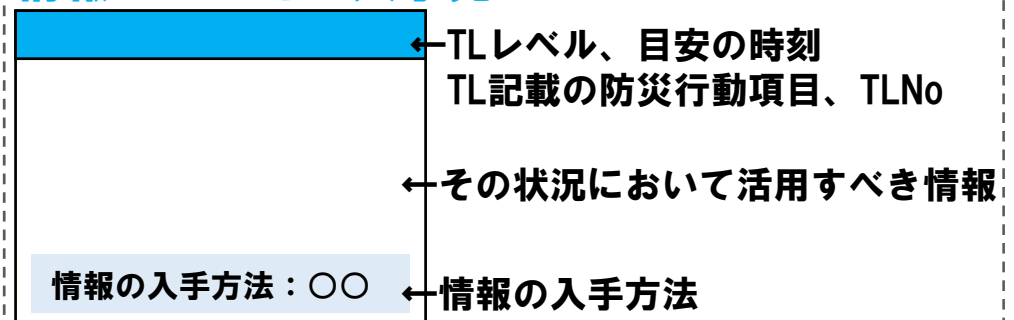 ←TLレベル、目安の時刻
TL記載の防災行動項目、TLNo
←その状況において活用すべき情報
情報の入手方法：○○
←情報の入手方法